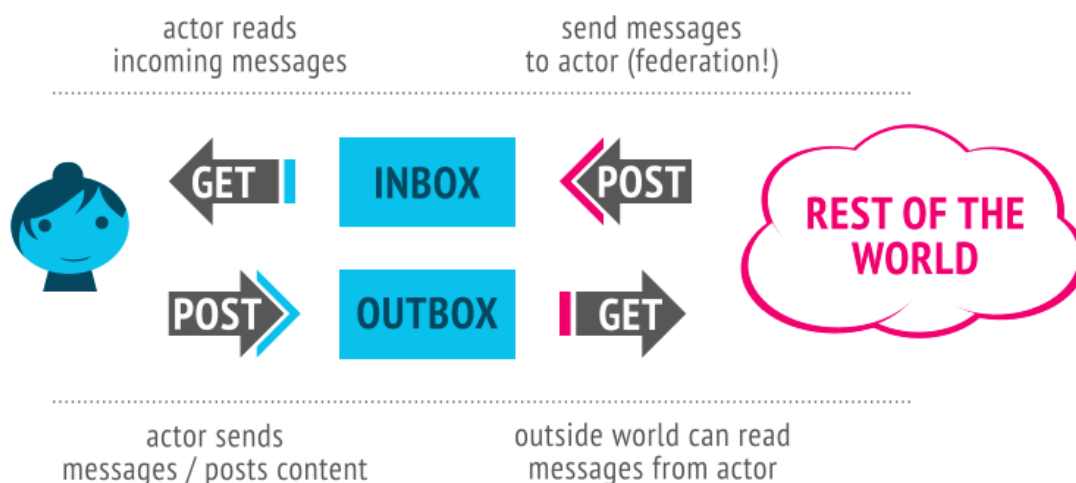 actor reads
incoming messages
send messages
to actor (federation!)
GET
INBOX
POST
REST OF THE
WORLD
POST
OUTBOX
GET
actor sends
messages / posts content
outside world can read
messages from actor